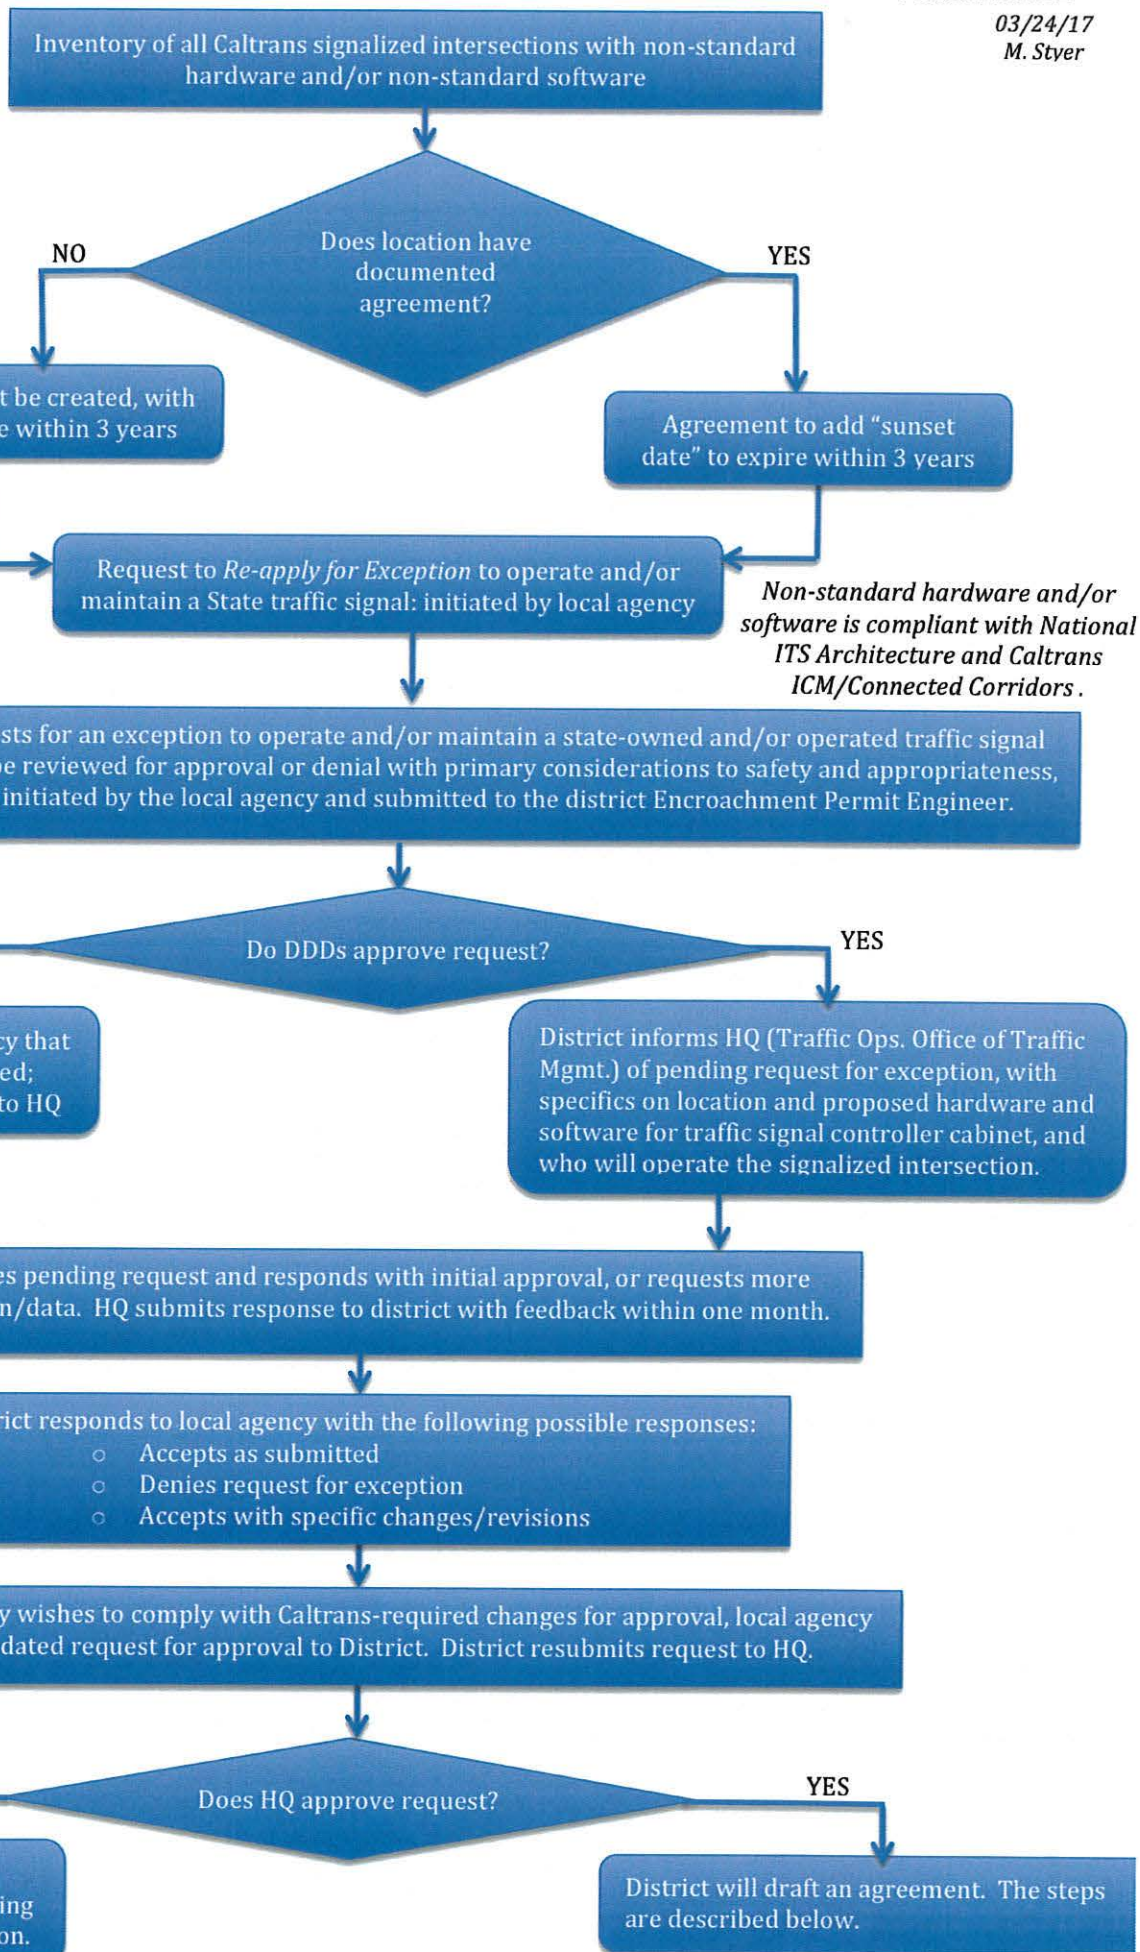 03/24/17
M. Styer
Inventory of all Caltrans signalized intersections with non-standard
hardware and/or non-standard software
Does location have
documented
agreement?
NO
YES
t be created, with
e within 3 years
Agreement to add “sunset
date” to expire within 3 years
Request to Re-apply for Exception to operate and/or
maintain a State traffic signal: initiated by local agency
Non-standard hardware and/or
software is compliant with National
ITS Architecture and Caltrans
ICM/Connected Corridors .
sts for an exception to operate and/or maintain a state-owned and/or operated traffic signal
be reviewed for approval or denial with primary considerations to safety and appropriateness,
initiated by the local agency and submitted to the district Encroachment Permit Engineer.
Do DDDs approve request?
YES
cy that
ed;
to HQ
District informs HQ (Traffic Ops. Office of Traffic
Mgmt.) of pending request for exception, with
specifics on location and proposed hardware and
software for traffic signal controller cabinet, and
who will operate the signalized intersection.
es pending request and responds with initial approval, or requests more
n/data. HQ submits response to district with feedback within one month.
rict responds to local agency with the following possible responses:
○ Accepts as submitted
○ Denies request for exception
○ Accepts with specific changes/revisions
y wishes to comply with Caltrans-required changes for approval, local agency
dated request for approval to District. District resubmits request to HQ.
Does HQ approve request?
YES
ing
on.
District will draft an agreement. The steps
are described below.